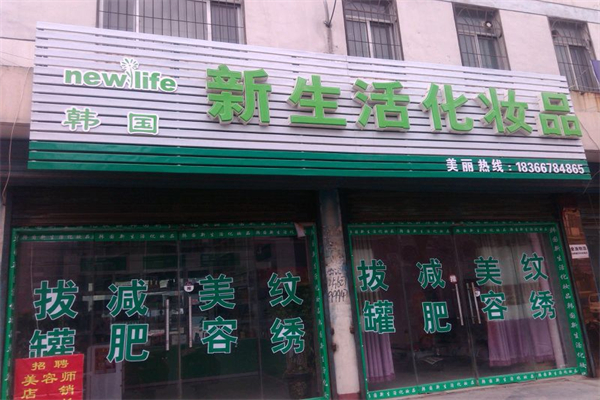 new life
韩国
新生活化妆品
美丽热线：18366784865
拔 减 美 纹
罐 肥 容 绣
拔 减 美 纹
罐 肥 容 绣
招聘
美容师
店 销